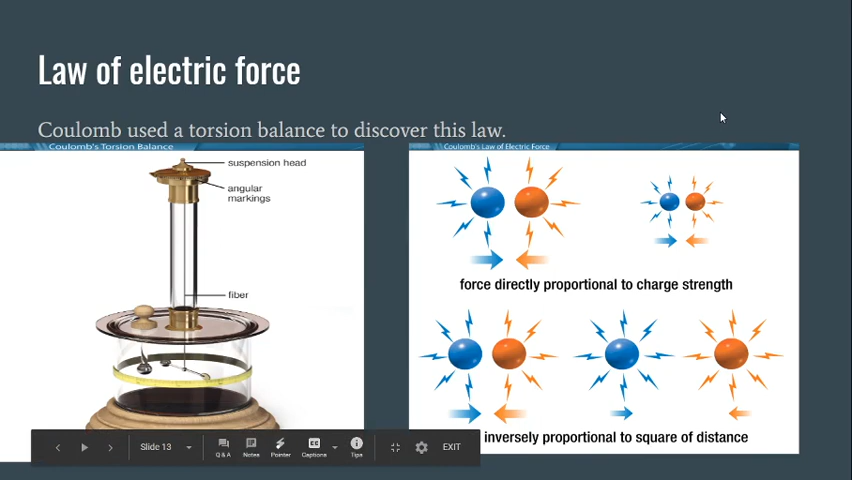 Law of electric force
Coulomb used a torsion balance to discover this law.
Coulomb's Torsion Balance
suspension head
angular
markings
fiber
Coulomb's Law of Electric Force
force directly proportional to charge strength
inversely proportional to square of distance
Slide 13
Q & A
Notes
Pointer
Captions
Tips
EXIT
CC